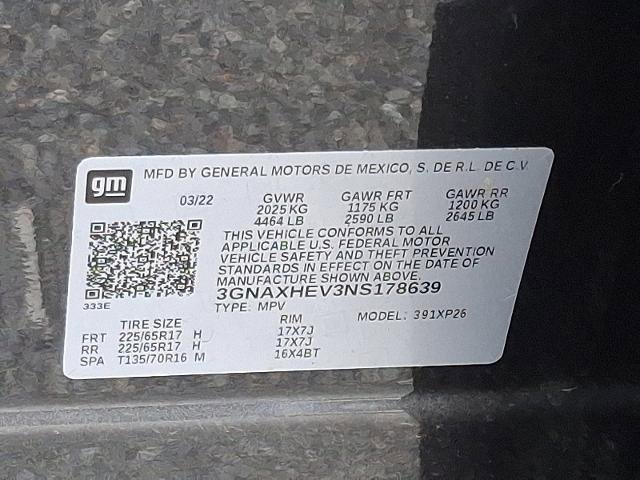 gm MFD BY GENERAL MOTORS DE MEXICO, S. DE R.L. DE C.V.
03/22 GVWR GAWR FRT GAWR RR
2025 KG 1175 KG 1200 KG
4464 LB 2590 LB 2645 LB
THIS VEHICLE CONFORMS TO ALL
APPLICABLE U.S. FEDERAL MOTOR
VEHICLE SAFETY AND THEFT PREVENTION
STANDARDS IN EFFECT ON THE DATE OF
MANUFACTURE SHOWN ABOVE.
3GNAXHEV3NS178639
333E TYPE: MPV
TIRE SIZE RIM MODEL: 391XP26
FRT 225/65R17 H 17X7J
RR 225/65R17 H 17X7J
SPA T135/70R16 M 16X4BT